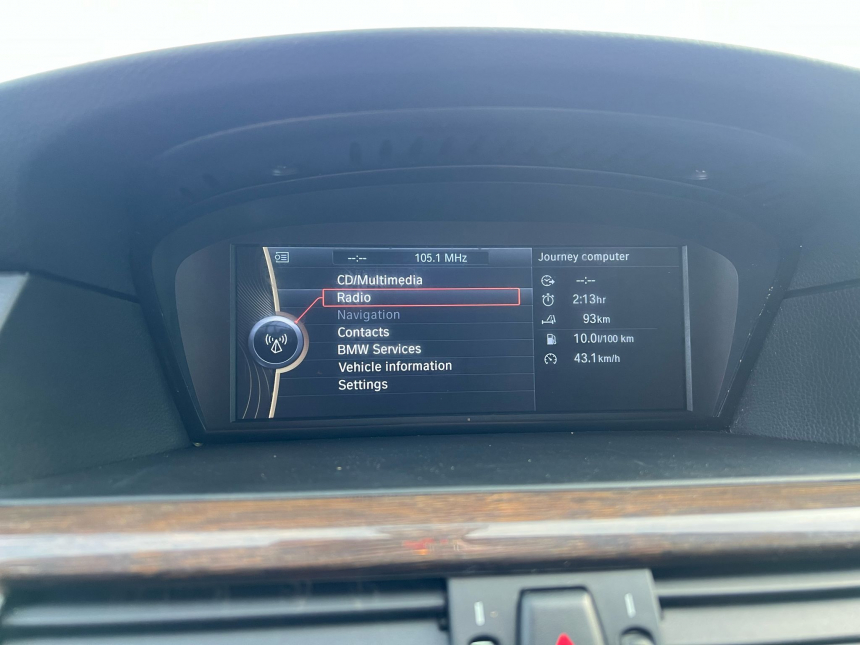 --:-- 105.1 MHz
CD/Multimedia
Radio
Navigation
Contacts
BMW Services
Vehicle information
Settings
Journey computer
--:--
2:13hr
93km
10.0l/100 km
43.1km/h